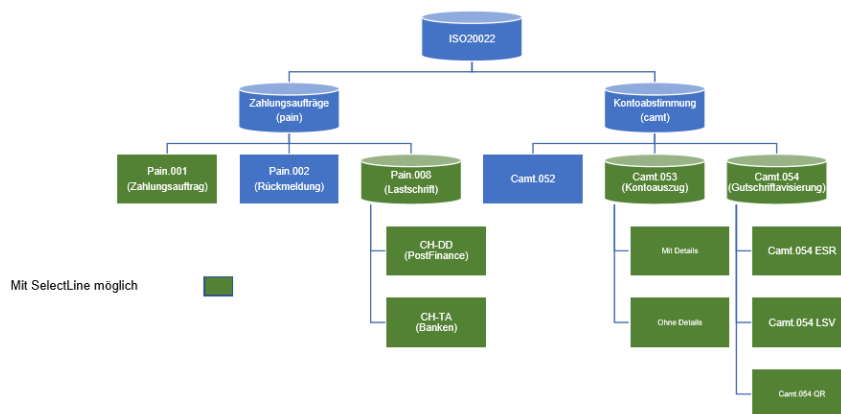 ISO20022
Zahlungsaufträge
(pain)
Kontoabstimmung
(camt)
Pain.001
(Zahlungsauftrag)
Pain.002
(Rückmeldung)
Pain.008
(Lastschrift)
Camt.052
Camt.053
(Kontoauszug)
Camt.054
(Gutschriftavisierung)
CH-DD
(PostFinance)
Mit Details
Camt.054 ESR
Mit SelectLine möglich
CH-TA
(Banken)
Ohne Details
Camt.054 LSV
Camt.054 QR